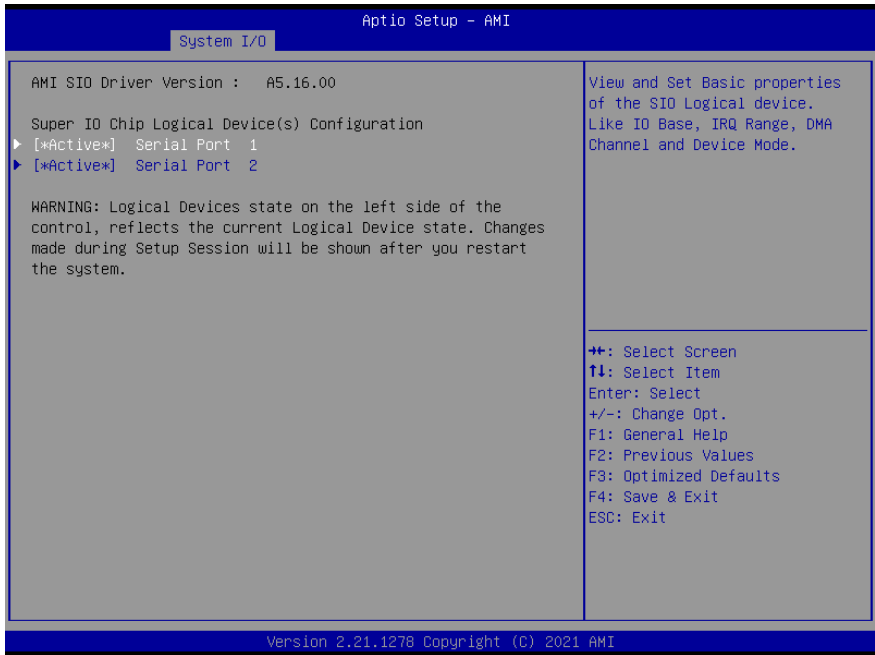 Aptio Setup – AMI
System I/O
AMI SIO Driver Version :   A5.16.00
Super IO Chip Logical Device(s) Configuration
[*Active*]  Serial Port  1
[*Active*]  Serial Port  2
WARNING: Logical Devices state on the left side of the
control, reflects the current Logical Device state. Changes
made during Setup Session will be shown after you restart
the system.
View and Set Basic properties
of the SIO Logical device.
Like IO Base, IRQ Range, DMA
Channel and Device Mode.
→←: Select Screen
↑↓: Select Item
Enter: Select
+/-: Change Opt.
F1: General Help
F2: Previous Values
F3: Optimized Defaults
F4: Save & Exit
ESC: Exit
Version 2.21.1278 Copyright (C) 2021 AMI